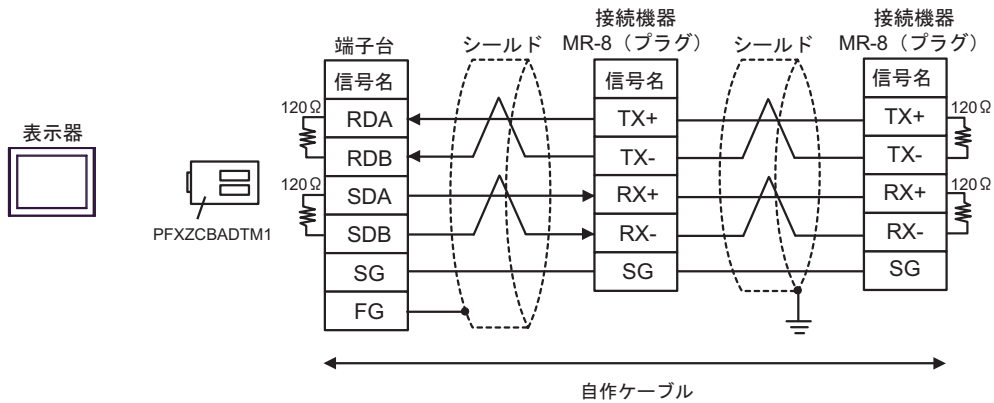 表示器
PFXZCBADTM1
端子台
信号名
RDA
RDB
SDA
SDB
SG
FG
120Ω
120Ω
シールド
接続機器
MR-8（プラグ）
信号名
TX+
TX-
RX+
RX-
SG
シールド
接続機器
MR-8（プラグ）
信号名
TX+
TX-
RX+
RX-
SG
120Ω
120Ω
自作ケーブル